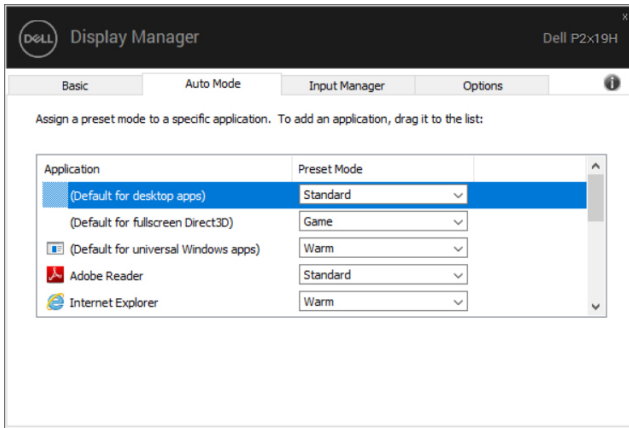 x
DELL Display Manager Dell P2x19H
Basic Auto Mode Input Manager Options
Assign a preset mode to a specific application. To add an application, drag it to the list:
Application Preset Mode
(Default for desktop apps) Standard
(Default for fullscreen Direct3D) Game
(Default for universal Windows apps) Warm
Adobe Reader Standard
Internet Explorer Warm